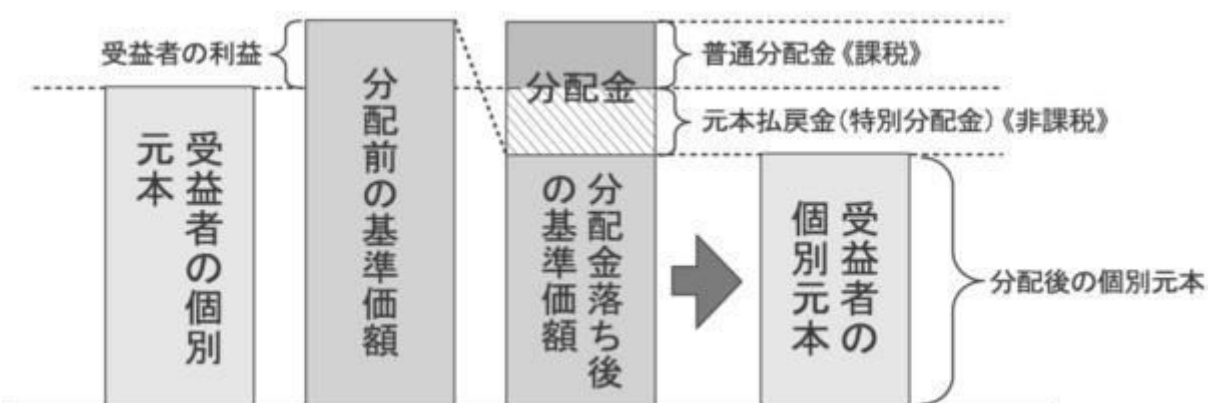 受益者の利益
受益者の個別
元本
分配前の基準価額
分配金
分配金落ち後
の基準価額
普通分配金《課税》
元本払戻金(特別分配金)《非課税》
受益者の
個別元本
分配後の個別元本